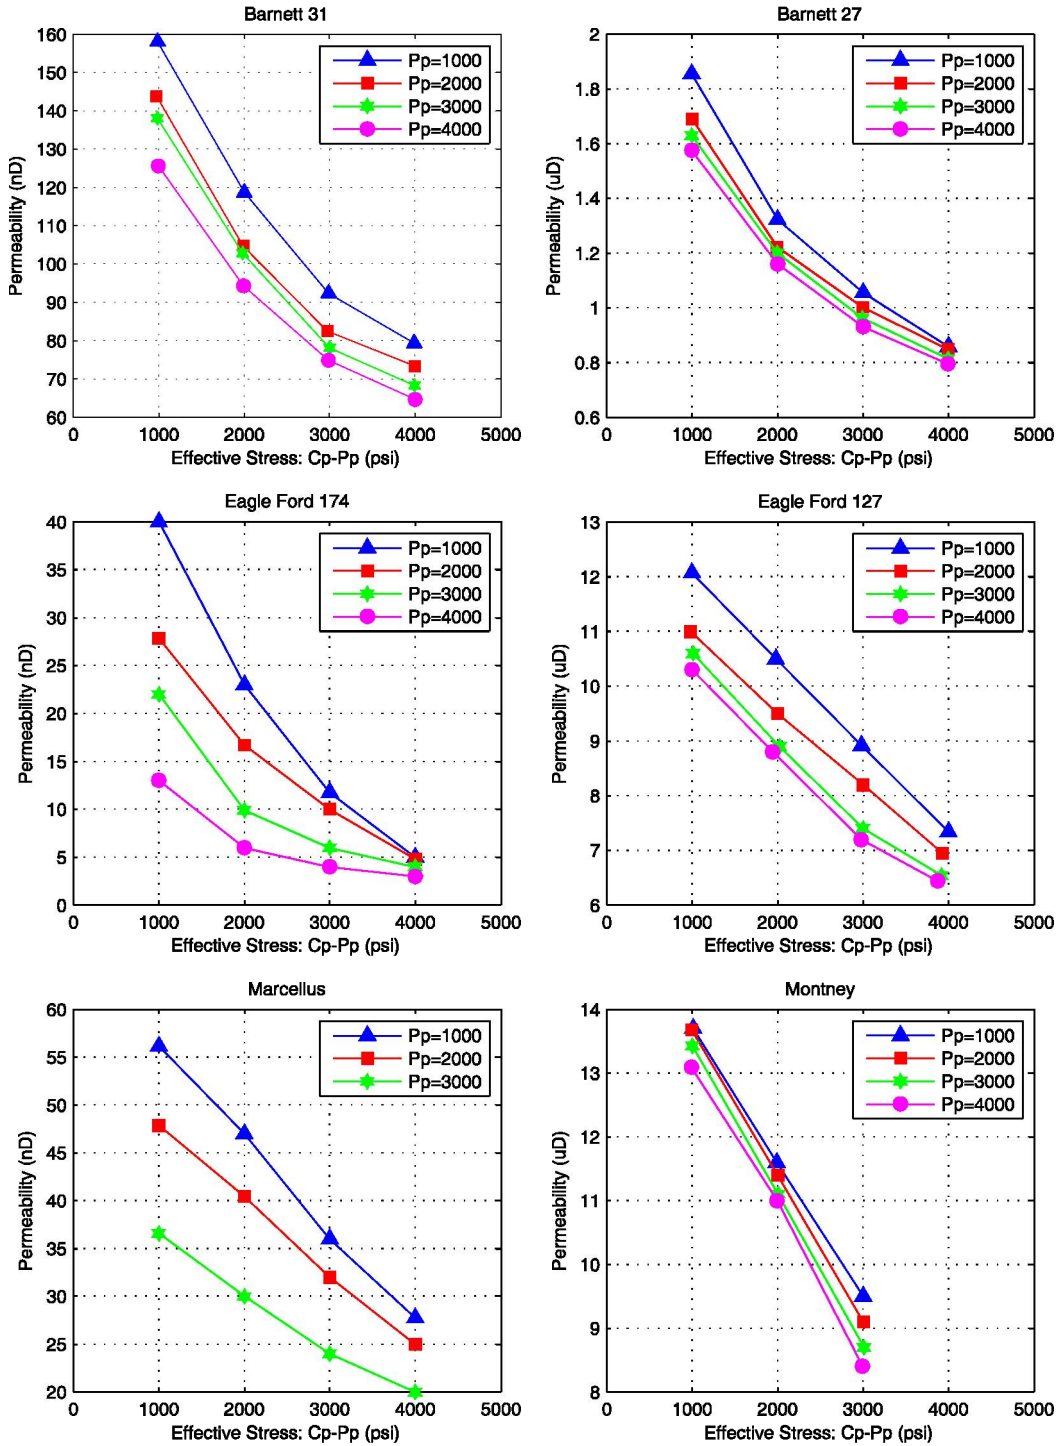 Barnett 31
160
150
140
130
120
110
100
90
80
70
60
Permeability (nD)
Pp=1000
Pp=2000
Pp=3000
Pp=4000
0 1000 2000 3000 4000 5000
Effective Stress: Cp-Pp (psi)
Barnett 27
2
1.8
1.6
1.4
1.2
1
0.8
0.6
Permeability (uD)
Pp=1000
Pp=2000
Pp=3000
Pp=4000
0 1000 2000 3000 4000 5000
Effective Stress: Cp-Pp (psi)
Eagle Ford 174
40
35
30
25
20
15
10
5
0
Permeability (nD)
Pp=1000
Pp=2000
Pp=3000
Pp=4000
0 1000 2000 3000 4000 5000
Effective Stress: Cp-Pp (psi)
Eagle Ford 127
13
12
11
10
9
8
7
6
Permeability (uD)
Pp=1000
Pp=2000
Pp=3000
Pp=4000
0 1000 2000 3000 4000 5000
Effective Stress: Cp-Pp (psi)
Marcellus
60
55
50
45
40
35
30
25
20
Permeability (nD)
Pp=1000
Pp=2000
Pp=3000
0 1000 2000 3000 4000 5000
Effective Stress: Cp-Pp (psi)
Montney
14
13
12
11
10
9
8
Permeability (uD)
Pp=1000
Pp=2000
Pp=3000
Pp=4000
0 1000 2000 3000 4000 5000
Effective Stress: Cp-Pp (psi)